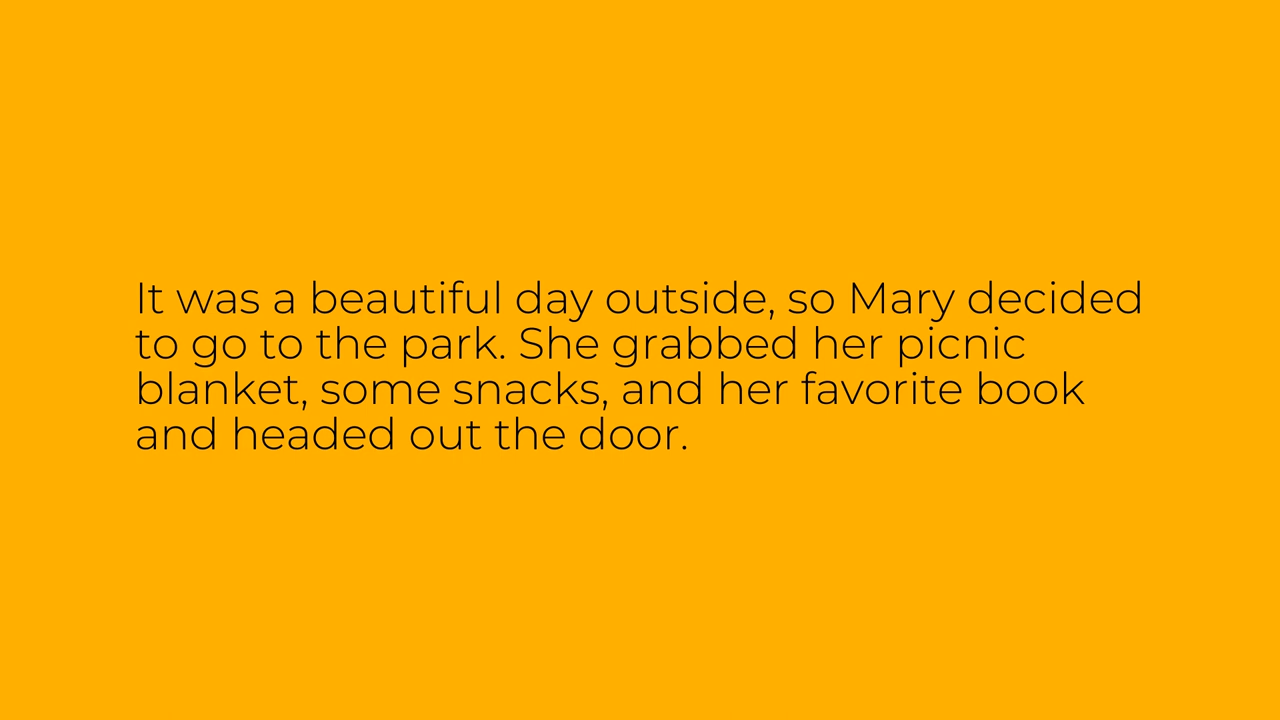 It was a beautiful day outside, so Mary decided
to go to the park. She grabbed her picnic
blanket, some snacks, and her favorite book
and headed out the door.